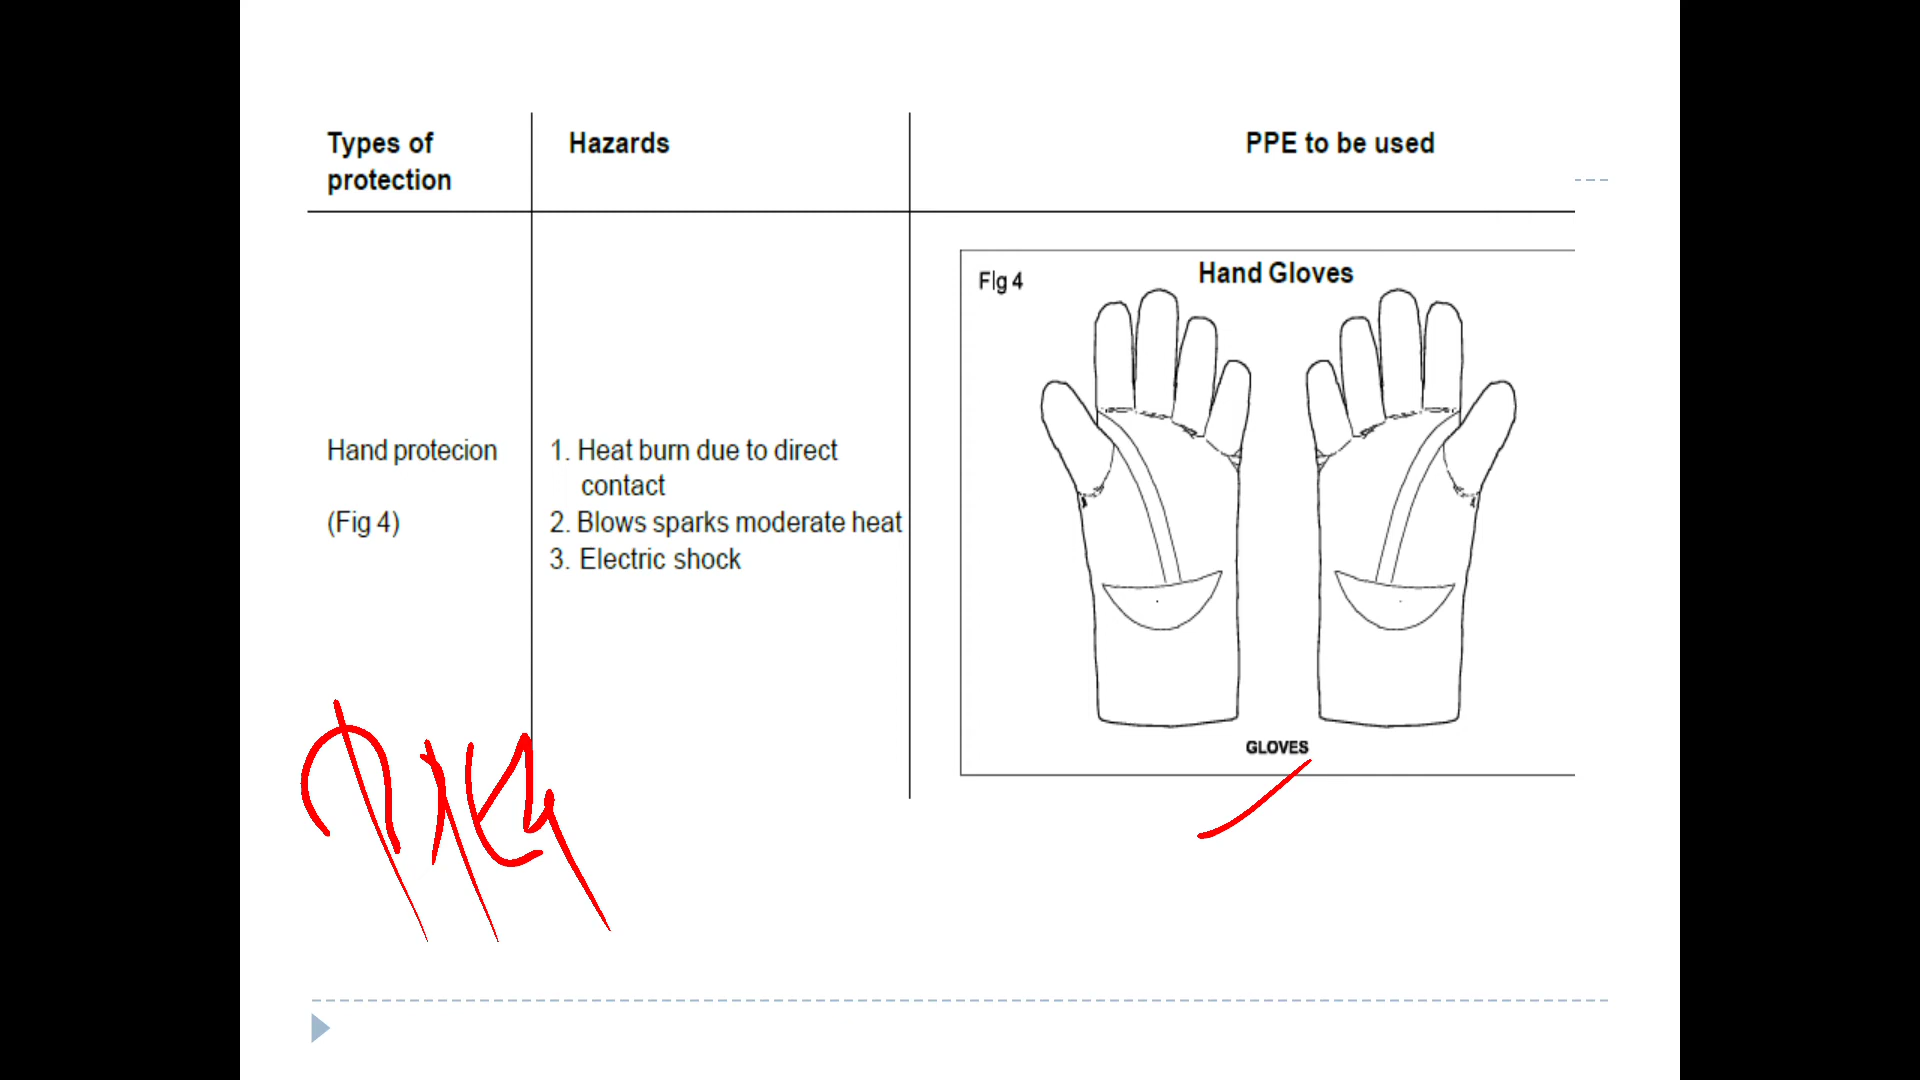 Types of protection
Hazards
PPE to be used
Hand protecion
(Fig 4)
1. Heat burn due to direct
contact
2. Blows sparks moderate heat
3. Electric shock
FIg 4
Hand Gloves
GLOVES